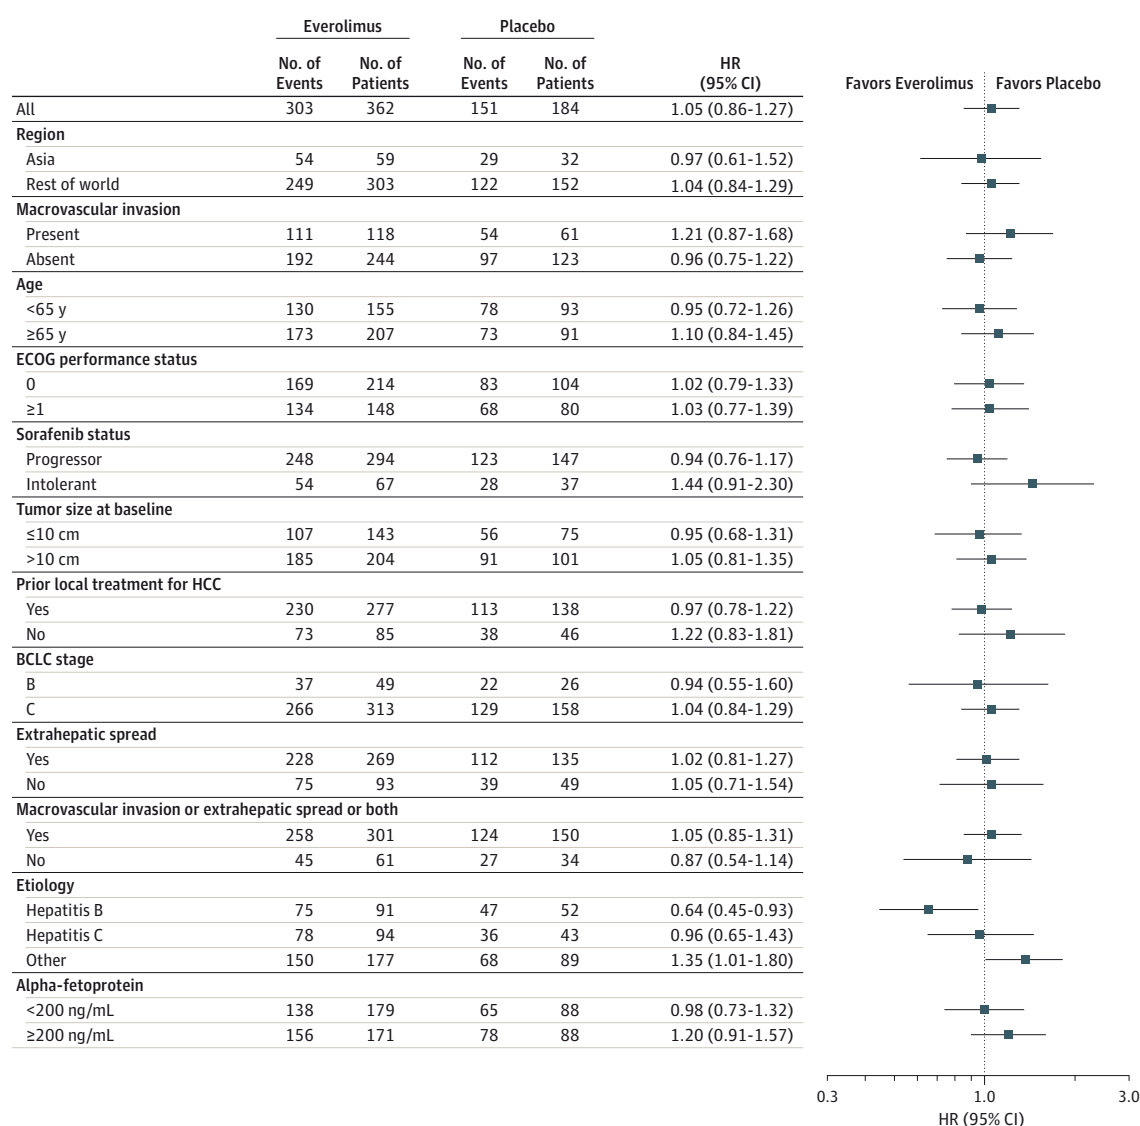 Everolimus Placebo
No. of No. of No. of No. of HR
Events Patients Events Patients (95% CI) Favors Everolimus Favors Placebo
All 303 362 151 184 1.05 (0.86-1.27)
Region
Asia 54 59 29 32 0.97 (0.61-1.52)
Rest of world 249 303 122 152 1.04 (0.84-1.29)
Macrovascular invasion
Present 111 118 54 61 1.21 (0.87-1.68)
Absent 192 244 97 123 0.96 (0.75-1.22)
Age
<65 y 130 155 78 93 0.95 (0.72-1.26)
≥65 y 173 207 73 91 1.10 (0.84-1.45)
ECOG performance status
0 169 214 83 104 1.02 (0.79-1.33)
≥1 134 148 68 80 1.03 (0.77-1.39)
Sorafenib status
Progressor 248 294 123 147 0.94 (0.76-1.17)
Intolerant 54 67 28 37 1.44 (0.91-2.30)
Tumor size at baseline
≤10 cm 107 143 56 75 0.95 (0.68-1.31)
>10 cm 185 204 91 101 1.05 (0.81-1.35)
Prior local treatment for HCC
Yes 230 277 113 138 0.97 (0.78-1.22)
No 73 85 38 46 1.22 (0.83-1.81)
BCLC stage
B 37 49 22 26 0.94 (0.55-1.60)
C 266 313 129 158 1.04 (0.84-1.29)
Extrahepatic spread
Yes 228 269 112 135 1.02 (0.81-1.27)
No 75 93 39 49 1.05 (0.71-1.54)
Macrovascular invasion or extrahepatic spread or both
Yes 258 301 124 150 1.05 (0.85-1.31)
No 45 61 27 34 0.87 (0.54-1.14)
Etiology
Hepatitis B 75 91 47 52 0.64 (0.45-0.93)
Hepatitis C 78 94 36 43 0.96 (0.65-1.43)
Other 150 177 68 89 1.35 (1.01-1.80)
Alpha-fetoprotein
<200 ng/mL 138 179 65 88 0.98 (0.73-1.32)
≥200 ng/mL 156 171 78 88 1.20 (0.91-1.57)
0.3 1.0 3.0
HR (95% CI)